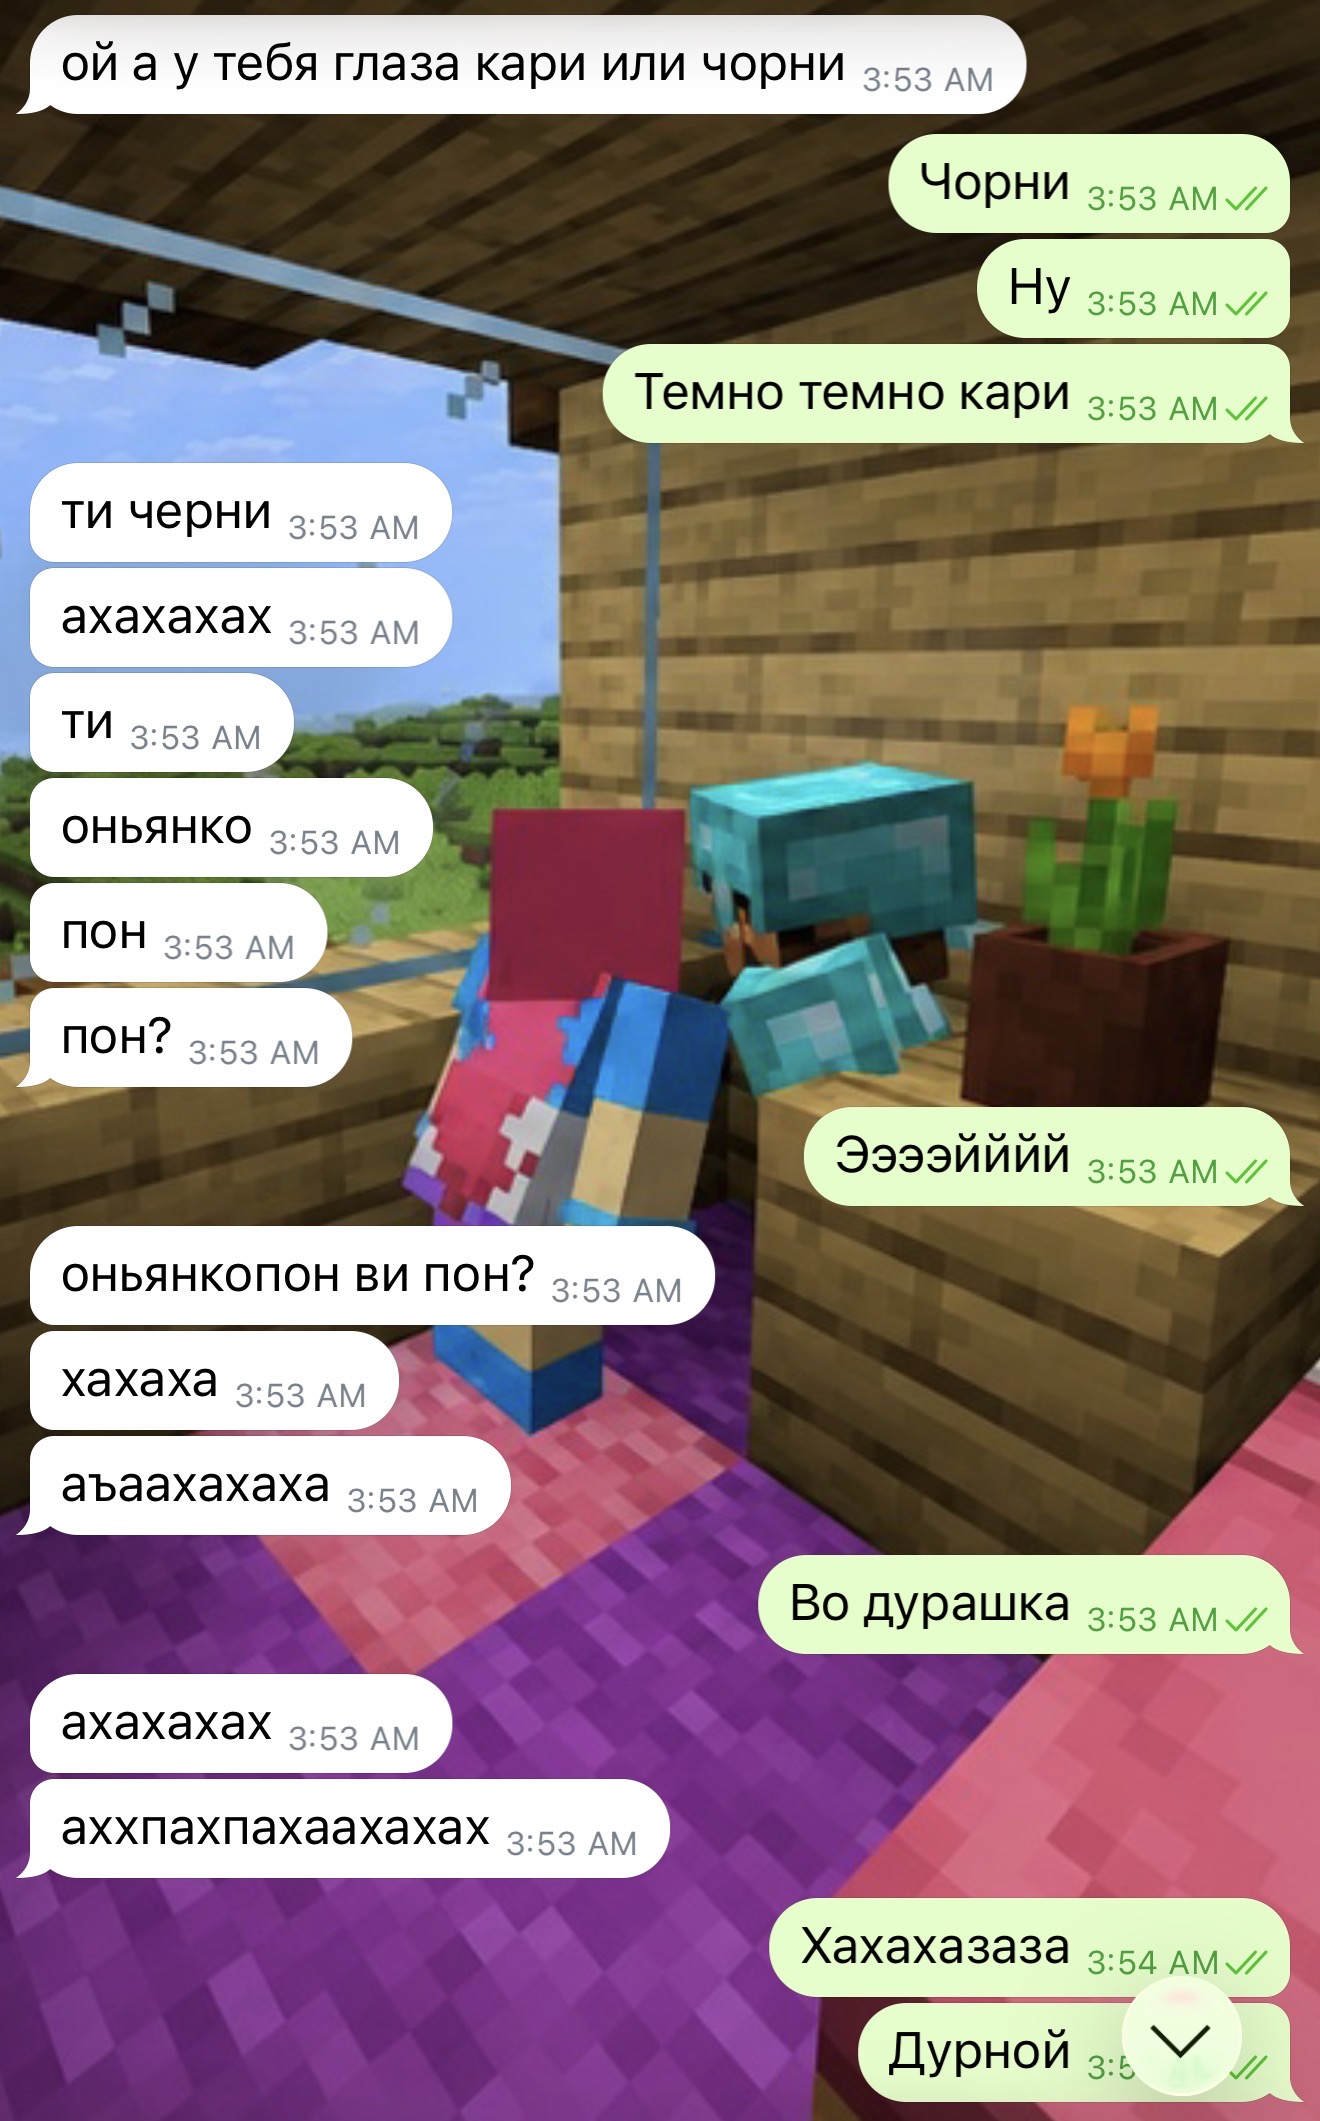 ой а у тебя глаза кари или чорни 3:53 AM
Чорни 3:53 AM
Ну 3:53 AM
Темно темно кари 3:53 AM
ти черни 3:53 AM
ахахахах 3:53 AM
ти 3:53 AM
оньянко 3:53 AM
пон 3:53 AM
пон? 3:53 AM
Ээээйййй 3:53 AM
оньянкопон ви пон? 3:53 AM
хахаха 3:53 AM
аъаахахаха 3:53 AM
Во дурашка 3:53 AM
ахахахах 3:53 AM
аххпахпахаахахах 3:53 AM
Хахахазаза 3:54 AM
Дурной